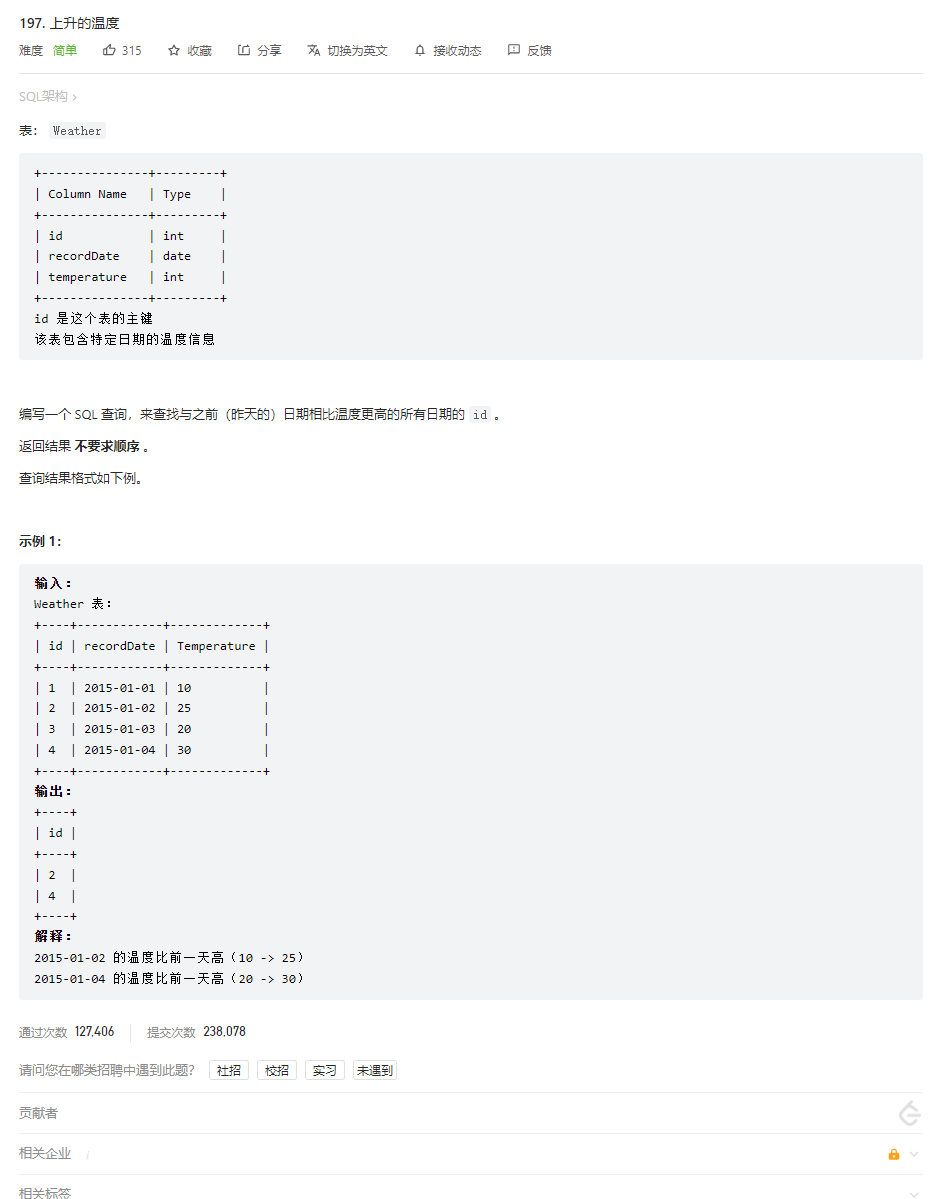 197. 上升的温度
难度 简单 315 收藏 分享 切换为英文 接收动态 反馈
SQL架构 ›
表： Weather
+---------------+---------+
| Column Name   | Type    |
+---------------+---------+
| id            | int     |
| recordDate    | date    |
| temperature   | int     |
+---------------+---------+
id 是这个表的主键
该表包含特定日期的温度信息
编写一个 SQL 查询，来查找与之前（昨天的）日期相比温度更高的所有日期的 id 。
返回结果 不要求顺序 。
查询结果格式如下例。
示例 1：
输入：
Weather 表：
+----+------------+-------------+
| id | recordDate | Temperature |
+----+------------+-------------+
| 1  | 2015-01-01 | 10          |
| 2  | 2015-01-02 | 25          |
| 3  | 2015-01-03 | 20          |
| 4  | 2015-01-04 | 30          |
+----+------------+-------------+
输出：
+----+
| id |
+----+
| 2  |
| 4  |
+----+
解释：
2015-01-02 的温度比前一天高（10 -> 25）
2015-01-04 的温度比前一天高（20 -> 30）
通过次数 127,406 提交次数 238,078
请问您在哪类招聘中遇到此题？ 社招 校招 实习 未遇到
贡献者
相关企业 i
相关标签